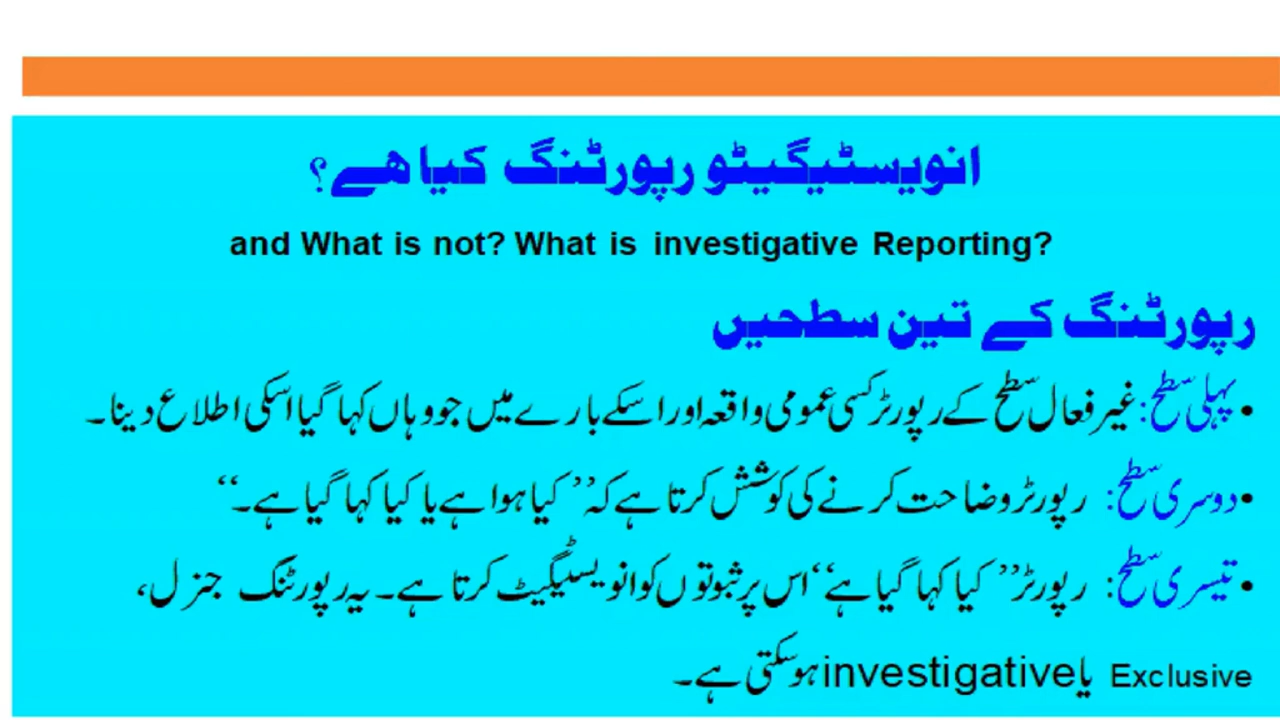 انویسٹیگیٹو رپورٹنگ کیا ھے؟
and What is not? What is investigative Reporting?
رپورٹنگ کے تین سطحیں
• پہلی سطح: غیر فعال سطح کے رپورٹر کسی عمومی واقعہ اور اسکے بارے میں جو وہاں کہا گیا اسکی اطلاع دینا۔
• دوسری سطح: رپورٹر وضاحت کرنے کی کوشش کرتا ہے کہ ’’کیا ہوا ہے یا کیا کہا گیا ہے۔‘‘
• تیسری سطح: رپورٹر ’’کیا کہا گیا ہے‘‘ اس پر ثبوتوں کو انویسٹیگیٹ کرتا ہے۔ یہ رپورٹنگ جنرل،
Exclusive یا investigative ہو سکتی ہے۔